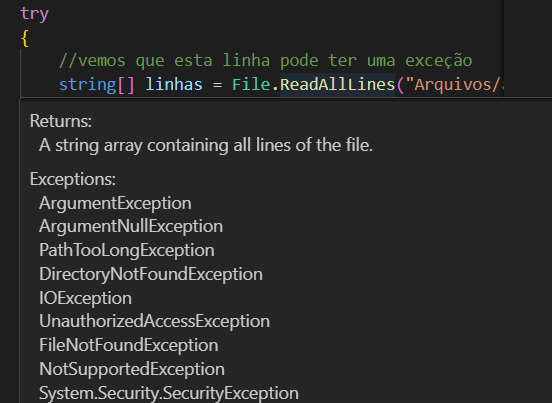 try
{
//vemos que esta linha pode ter uma exceção
string[] linhas = File.ReadAllLines("Arquivos/
Returns:
A string array containing all lines of the file.
Exceptions:
ArgumentException
ArgumentNullException
PathTooLongException
DirectoryNotFoundException
IOException
UnauthorizedAccessException
FileNotFoundException
NotSupportedException
System.Security.SecurityException